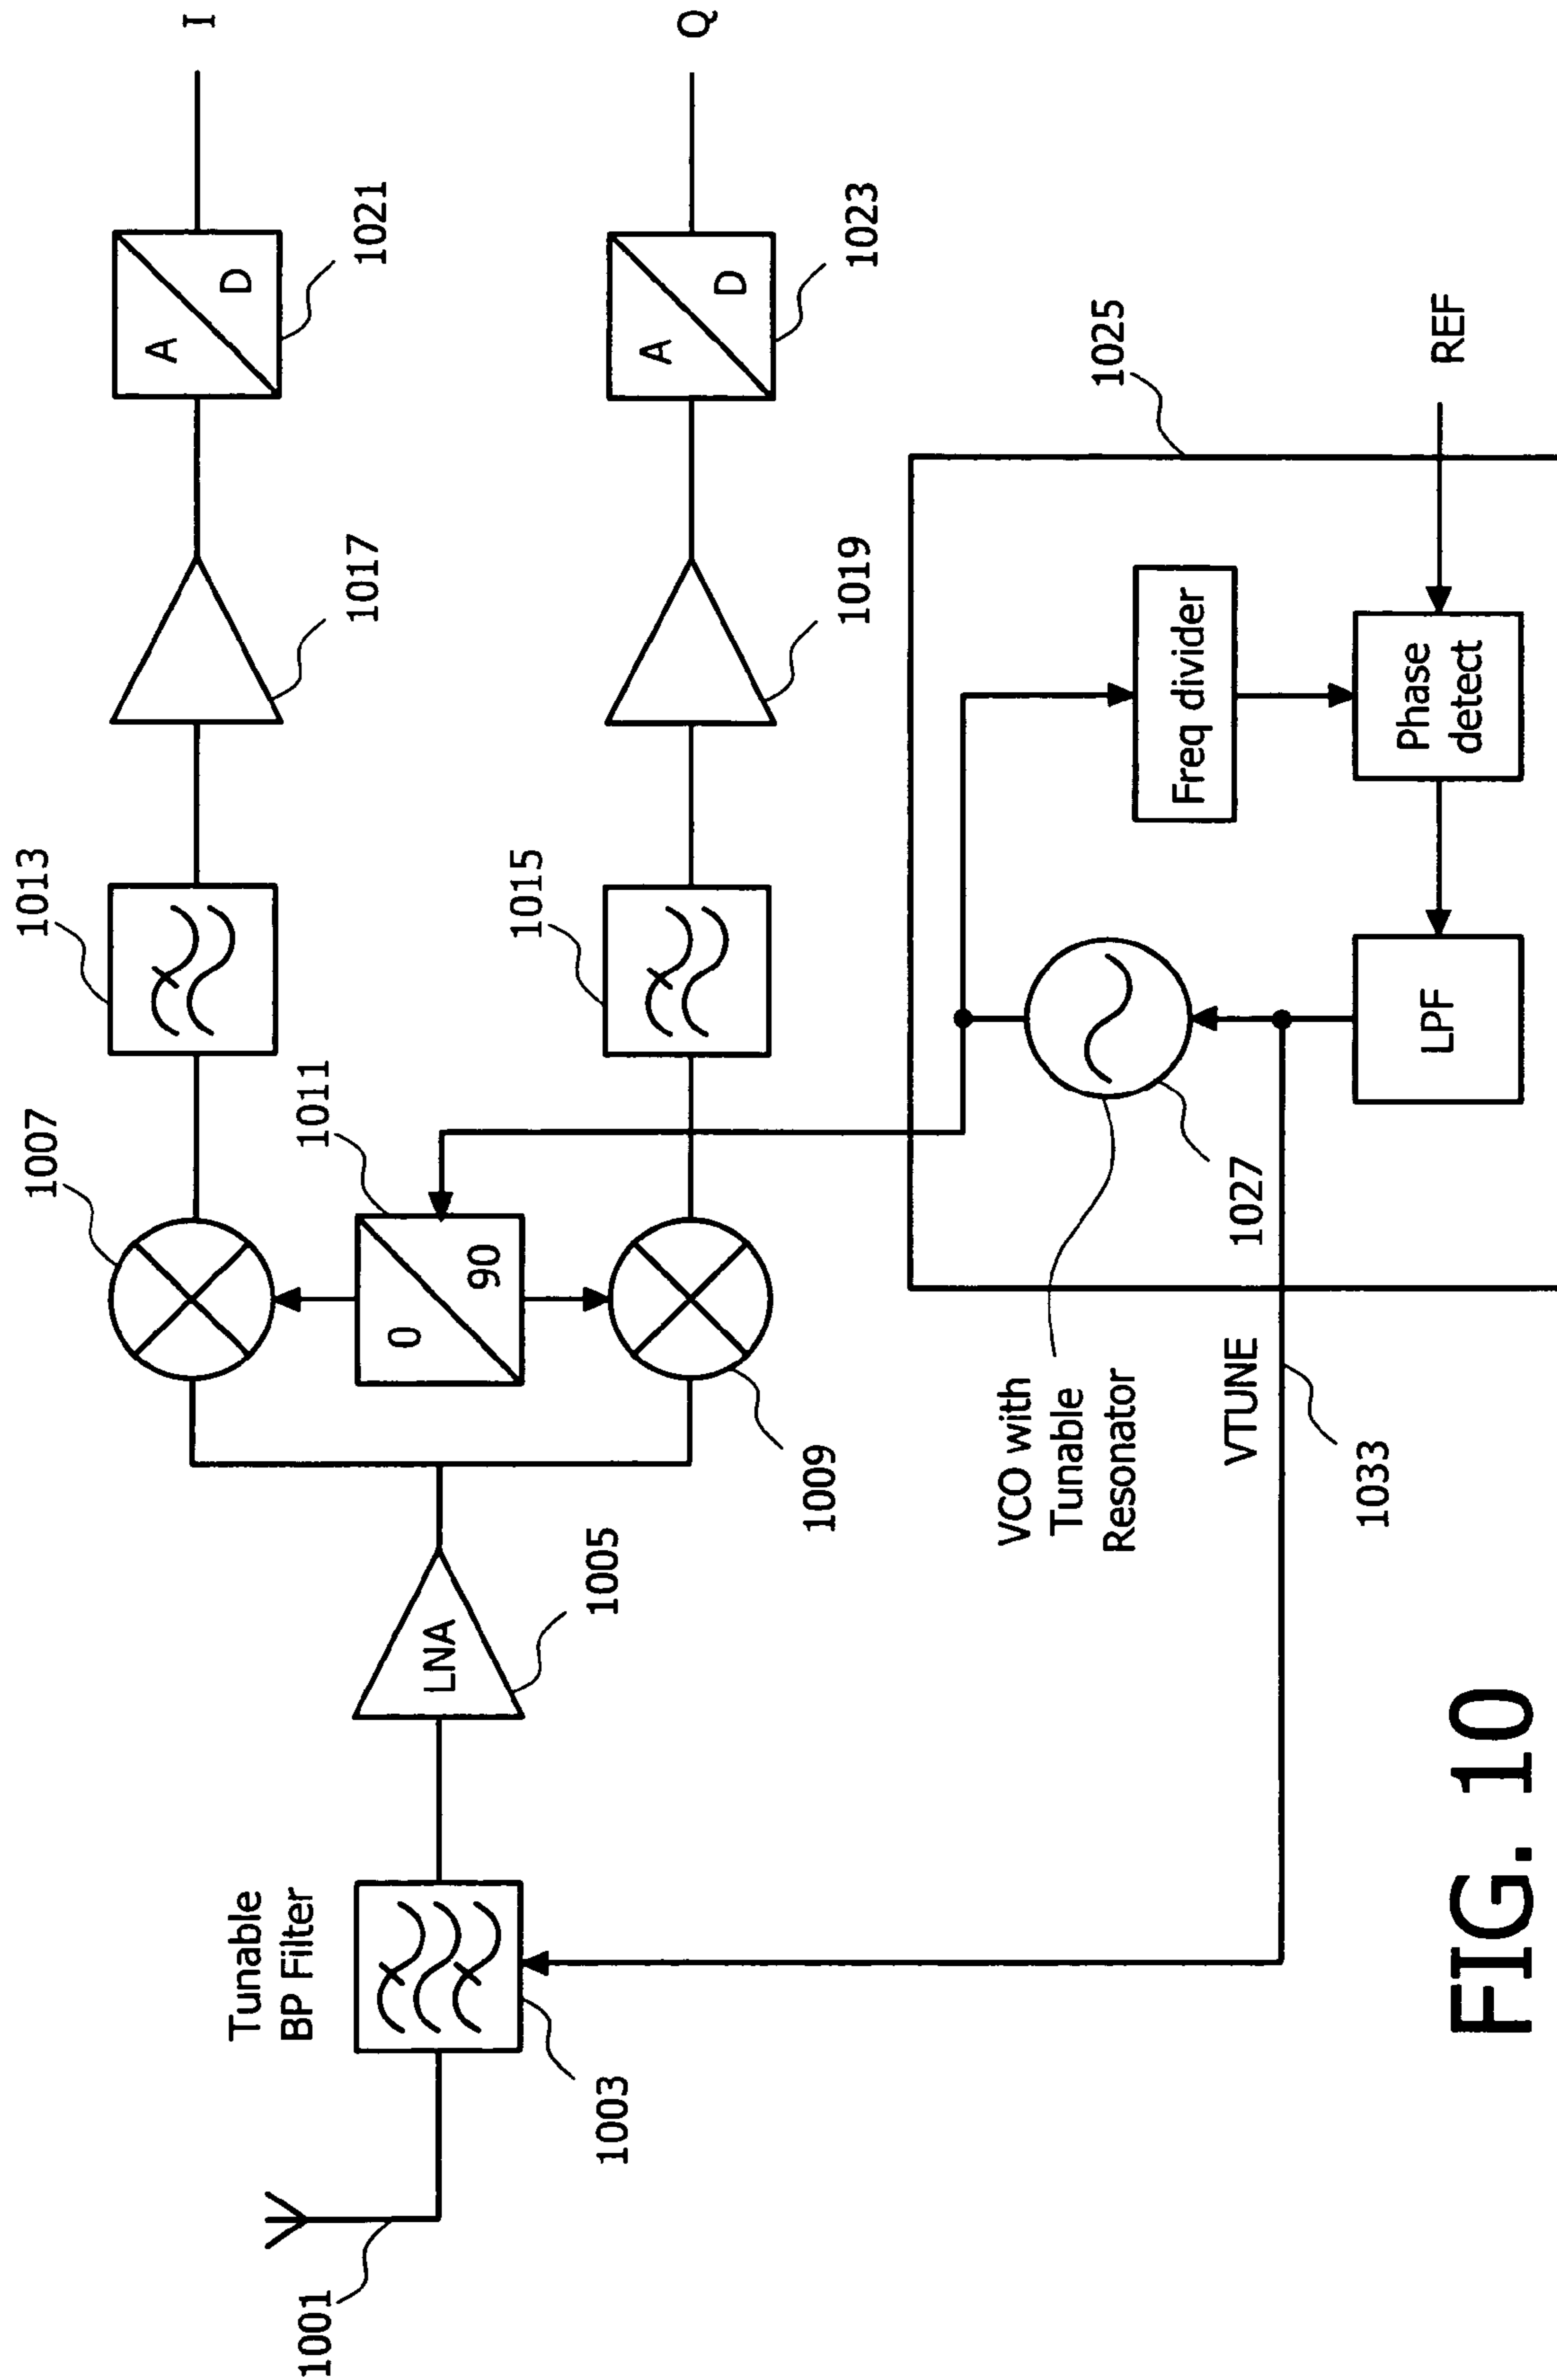 I
Q
A
D
1021
A
D
1023
1017
1019
1013
1015
1007
1011
0
90
1009
LNA
1005
Tunable
BP Filter
1003
1001
1025
REF
Freq divider
Phase
detect
LPF
1027
VCO with
Tunable
Resonator
VTUNE
1033
FIG. 10